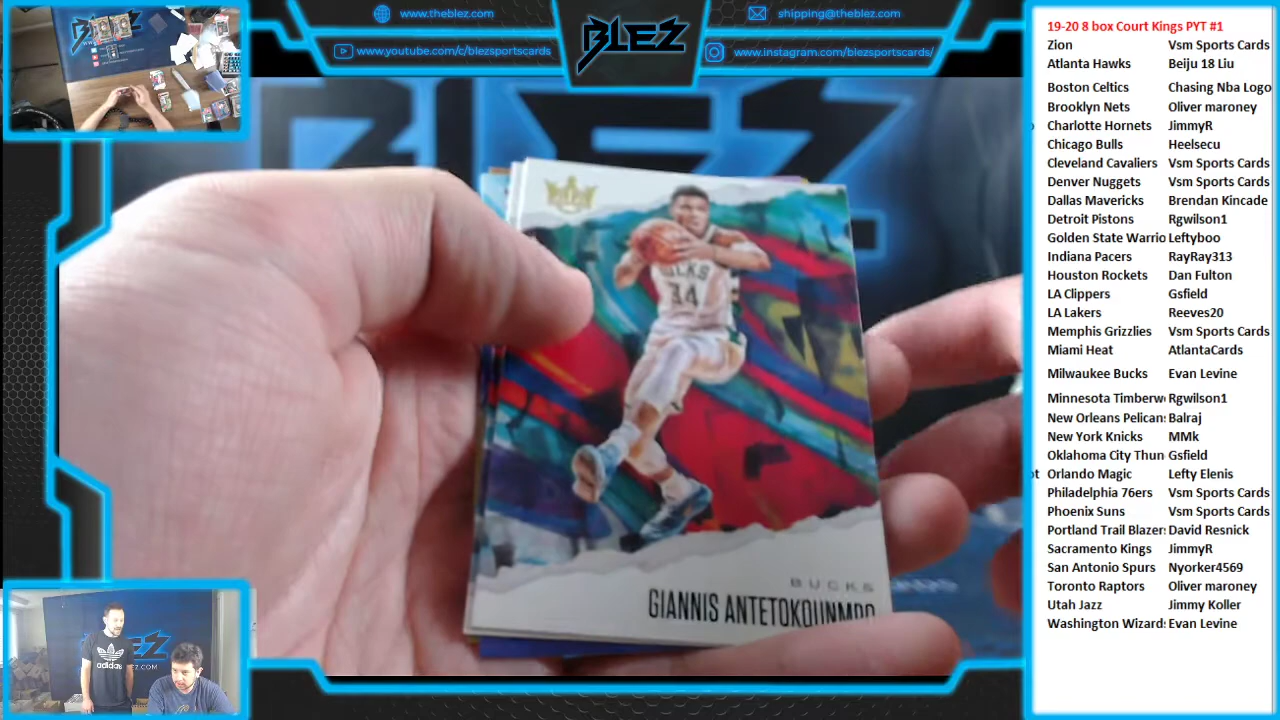 www.theblez.com
shipping@theblez.com
www.youtube.com/c/blezsportscards
BLEZ
www.instagram.com/blezsportscards/
BLEZ
BUCKS
34
BUCKS
GIANNIS ANTETOKOUNMPO
adidas
19-20 8 box Court Kings PYT #1
Zion Vsm Sports Cards
Atlanta Hawks Beiju 18 Liu
Boston Celtics Chasing Nba Logo
Brooklyn Nets Oliver maroney
Charlotte Hornets JimmyR
Chicago Bulls Heelsecu
Cleveland Cavaliers Vsm Sports Cards
Denver Nuggets Vsm Sports Cards
Dallas Mavericks Brendan Kincade
Detroit Pistons Rgwilson1
Golden State Warrio Leftyboo
Indiana Pacers RayRay313
Houston Rockets Dan Fulton
LA Clippers Gsfield
LA Lakers Reeves20
Memphis Grizzlies Vsm Sports Cards
Miami Heat AtlantaCards
Milwaukee Bucks Evan Levine
Minnesota Timberw Rgwilson1
New Orleans Pelican Balraj
New York Knicks MMk
Oklahoma City Thun Gsfield
Orlando Magic Lefty Elenis
Philadelphia 76ers Vsm Sports Cards
Phoenix Suns Vsm Sports Cards
Portland Trail Blazer David Resnick
Sacramento Kings JimmyR
San Antonio Spurs Nyorker4569
Toronto Raptors Oliver maroney
Utah Jazz Jimmy Koller
Washington Wizard Evan Levine